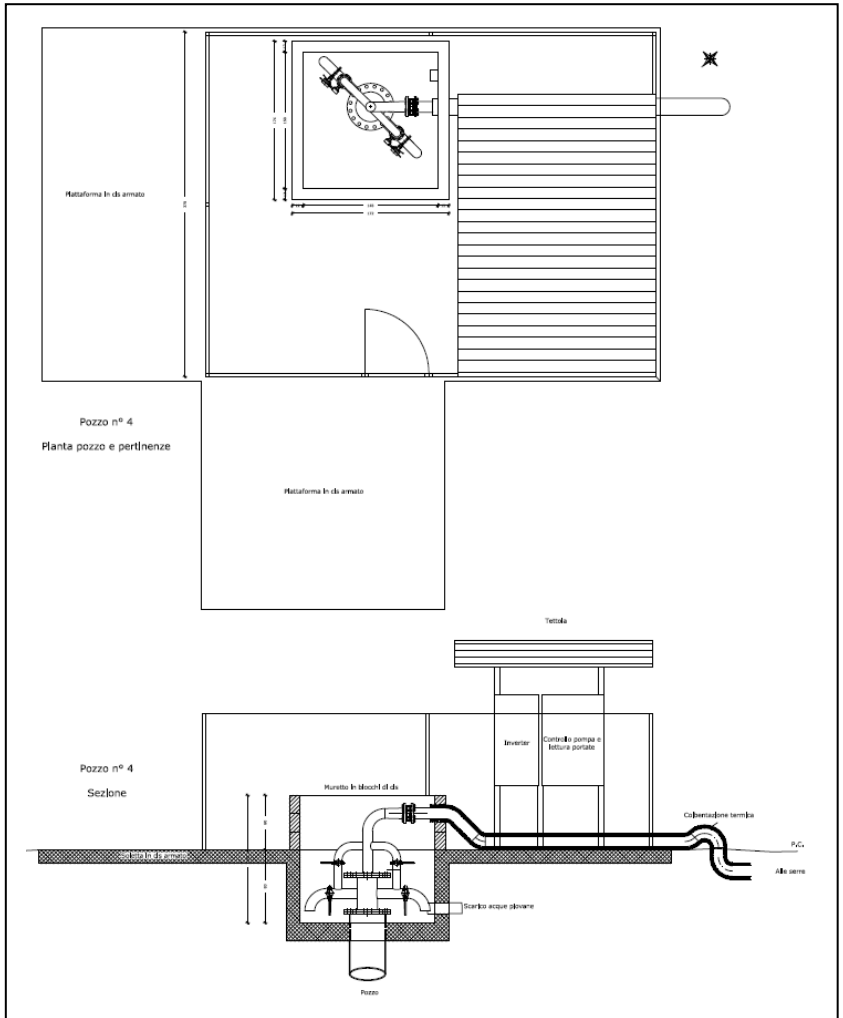 Piattaforma in cls armato
Pozzo n° 4
Pianta pozzo e pertinenze
Piattaforma in cls armato
Tettoia
Inverter
Controllo pompa e
lettura portate
Pozzo n° 4
Sezione
Muretto in blocchi di cls
Coibentazione termica
Soletta in cls armato
P.C.
Alle serre
Scarico acque piovane
Pozzo